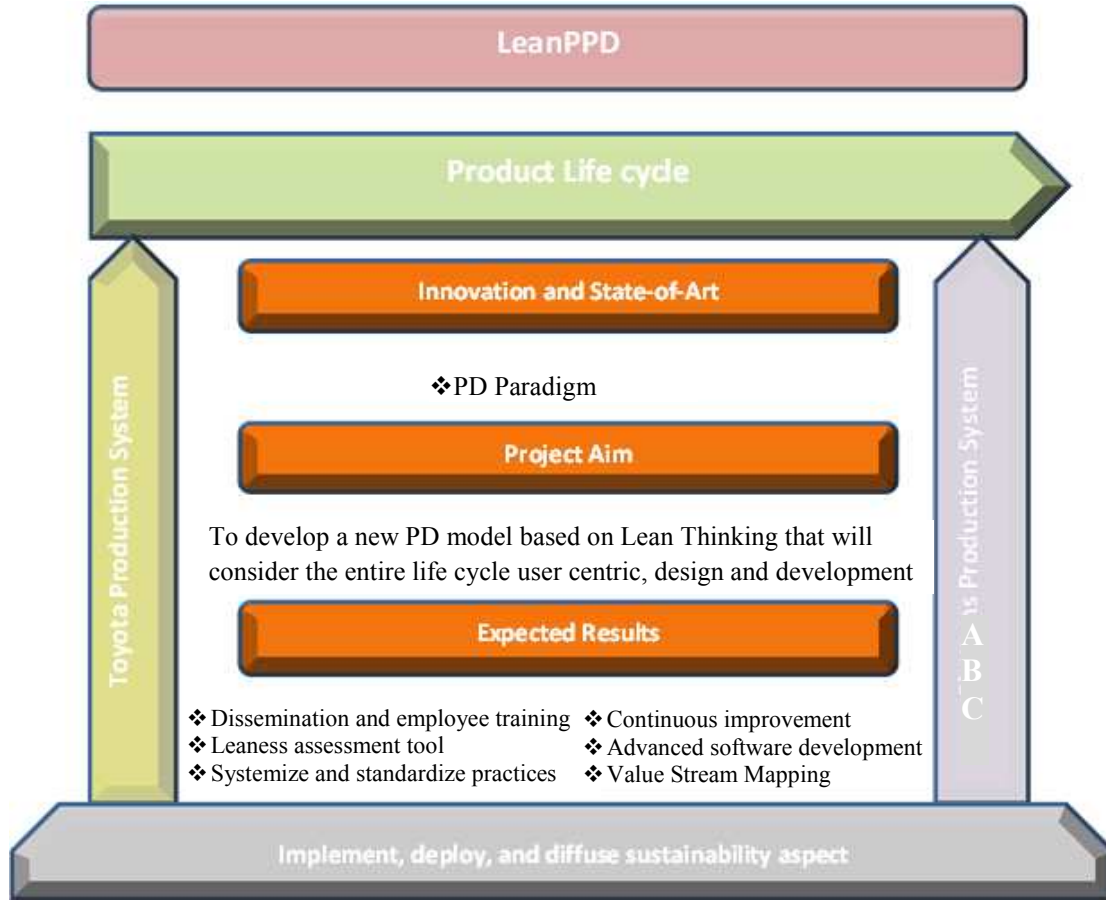 LeanPPD
Product Life cycle
Innovation and State-of-Art
❖PD Paradigm
Project Aim
To develop a new PD model based on Lean Thinking that will
consider the entire life cycle user centric, design and development
Expected Results
❖ Dissemination and employee training
❖ Leaness assessment tool
❖ Systemize and standardize practices
❖ Continuous improvement
❖ Advanced software development
❖ Value Stream Mapping
Toyota Production System
Production System
A
B
C
Implement, deploy, and diffuse sustainability aspect